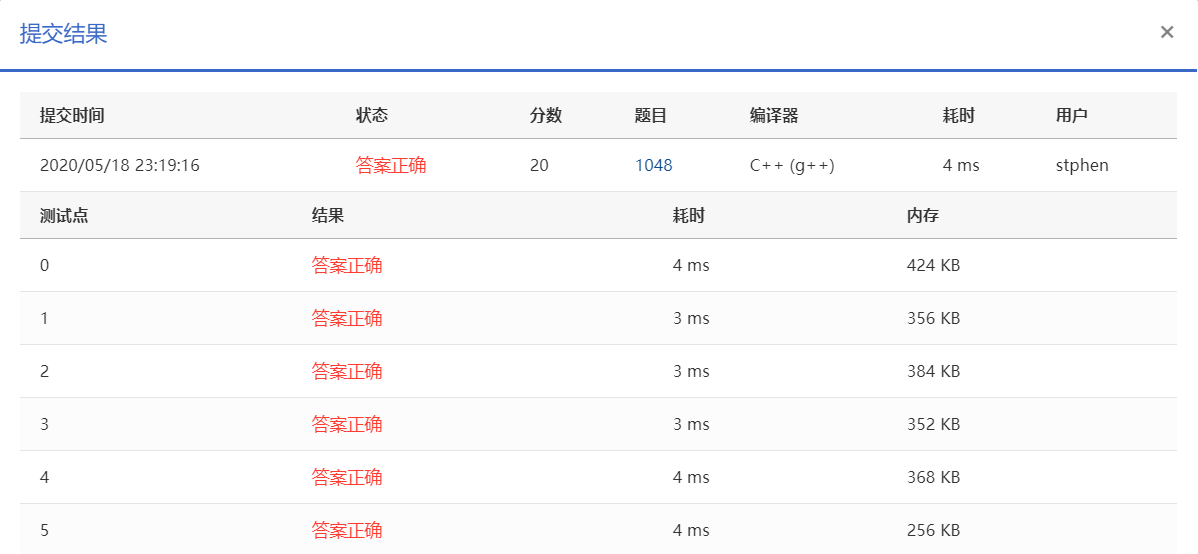 提交结果 ×
提交时间 状态 分数 题目 编译器 耗时 用户
2020/05/18 23:19:16 答案正确 20 1048 C++ (g++) 4 ms stphen
测试点 结果 耗时 内存
0 答案正确 4 ms 424 KB
1 答案正确 3 ms 356 KB
2 答案正确 3 ms 384 KB
3 答案正确 3 ms 352 KB
4 答案正确 4 ms 368 KB
5 答案正确 4 ms 256 KB